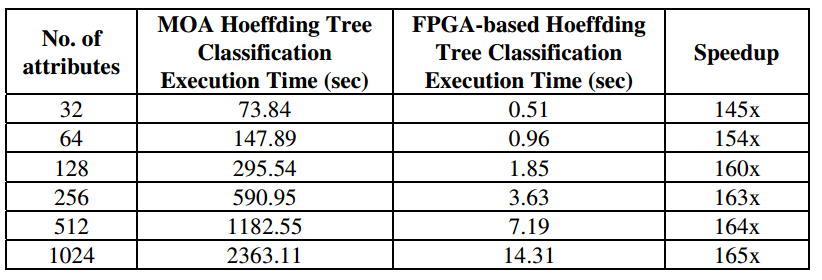 No. of attributes | MOA Hoeffding Tree Classification Execution Time (sec) | FPGA-based Hoeffding Tree Classification Execution Time (sec) | Speedup
32 | 73.84 | 0.51 | 145x
64 | 147.89 | 0.96 | 154x
128 | 295.54 | 1.85 | 160x
256 | 590.95 | 3.63 | 163x
512 | 1182.55 | 7.19 | 164x
1024 | 2363.11 | 14.31 | 165x